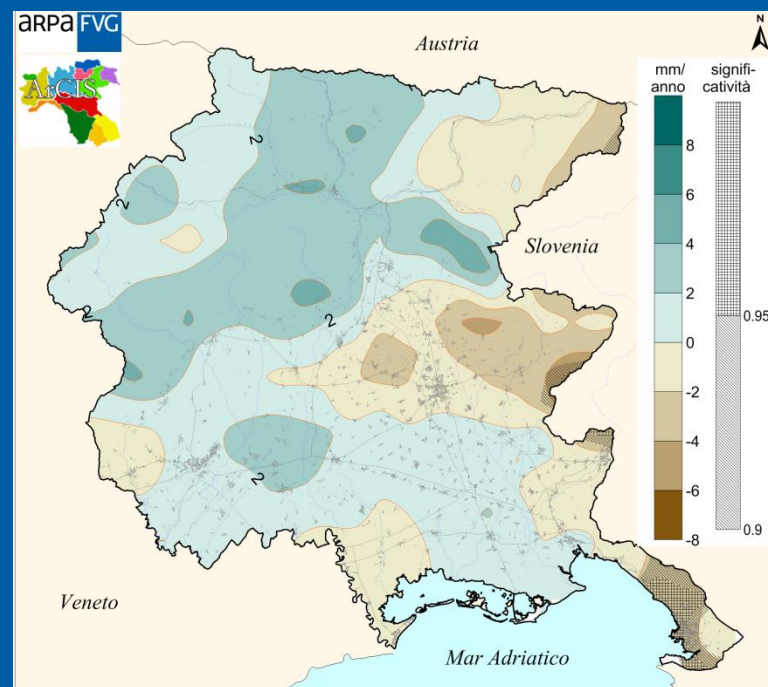 aRPa FVG
ArCIS
Austria
N
mm/
anno
signifi-
catività
8
6
4
2
0
-2
-4
-6
-8
0.95
0.9
Slovenia
2
2
2
2
2
Veneto
Mar Adriatico